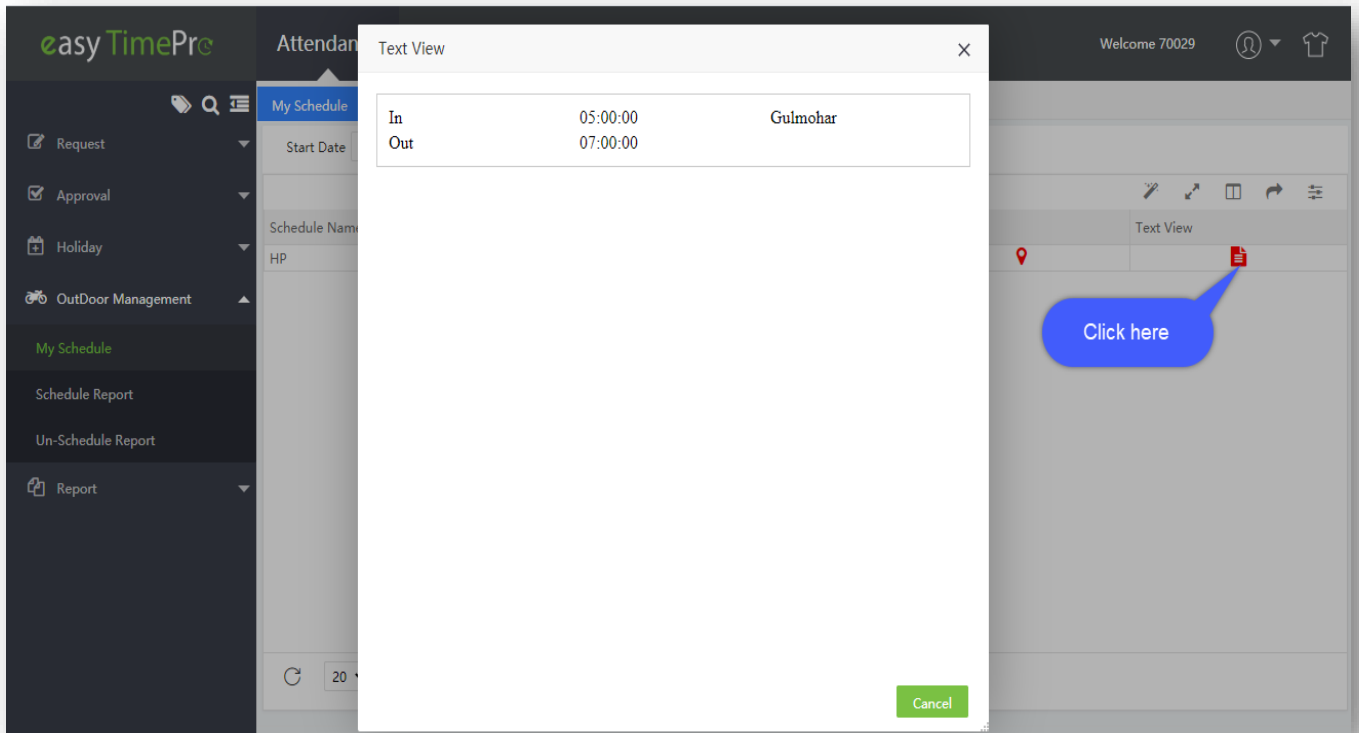 easy TimePro
Attendan
Welcome 70029
Text View
In 05:00:00 Gulmohar
Out 07:00:00
Cancel
My Schedule
Start Date
Schedule Name
Text View
HP
Click here
20
Request
Approval
Holiday
OutDoor Management
My Schedule
Schedule Report
Un-Schedule Report
Report